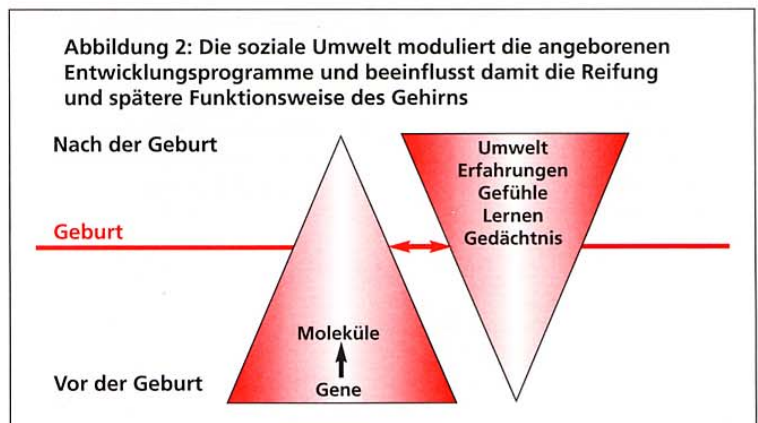 Abbildung 2: Die soziale Umwelt moduliert die angeborenen
Entwicklungsprogramme und beeinflusst damit die Reifung
und spätere Funktionsweise des Gehirns
Nach der Geburt
Umwelt
Erfahrungen
Gefühle
Lernen
Gedächtnis
Geburt
Moleküle
Gene
Vor der Geburt